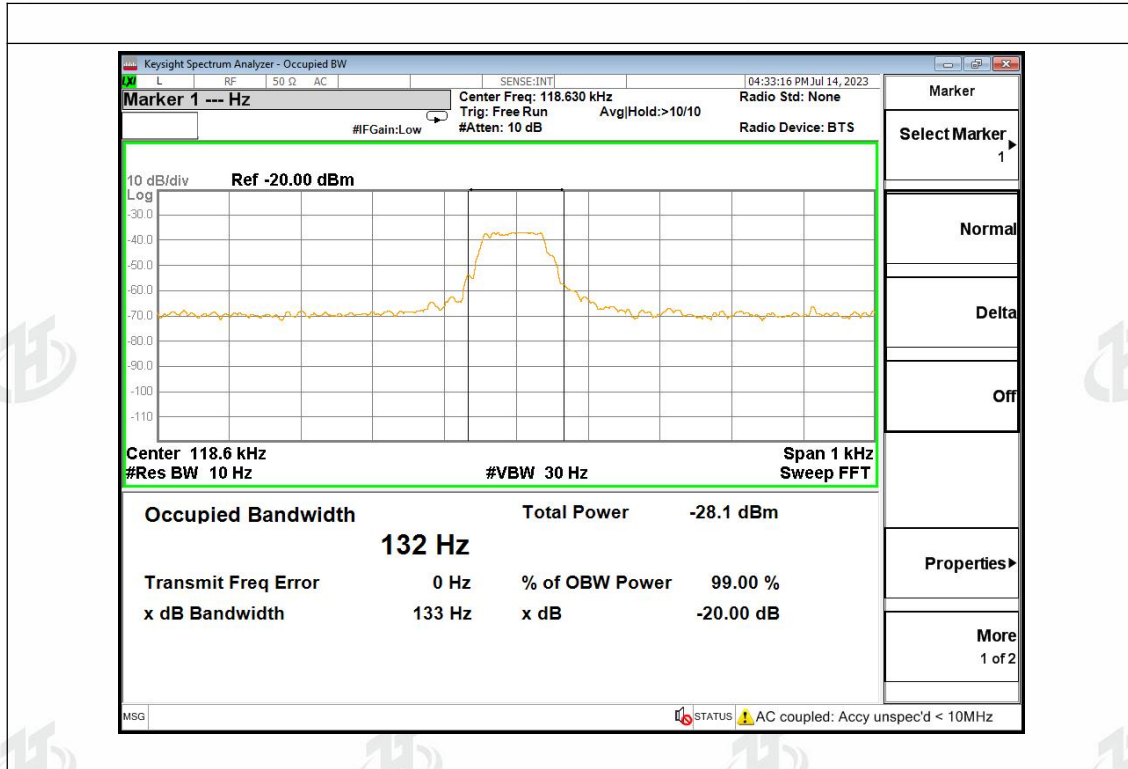 Keysight Spectrum Analyzer - Occupied BW
LXI L RF 50 Ω AC SENSE:INT 04:33:16 PM Jul 14, 2023
Marker 1 --- Hz
Center Freq: 118.630 kHz Radio Std: None
Trig: Free Run Avg|Hold:>10/10
#IFGain:Low #Atten: 10 dB Radio Device: BTS
10 dB/div Ref -20.00 dBm
Log
-30.0
-40.0
-50.0
-60.0
-70.0
-80.0
-90.0
-100
-110
Center 118.6 kHz Span 1 kHz
#Res BW 10 Hz #VBW 30 Hz Sweep FFT
Occupied Bandwidth Total Power -28.1 dBm
132 Hz
Transmit Freq Error 0 Hz % of OBW Power 99.00 %
x dB Bandwidth 133 Hz x dB -20.00 dB
MSG STATUS AC coupled: Accy unspec'd < 10MHz
Marker
Select Marker
1
Normal
Delta
Off
Properties
More
1 of 2